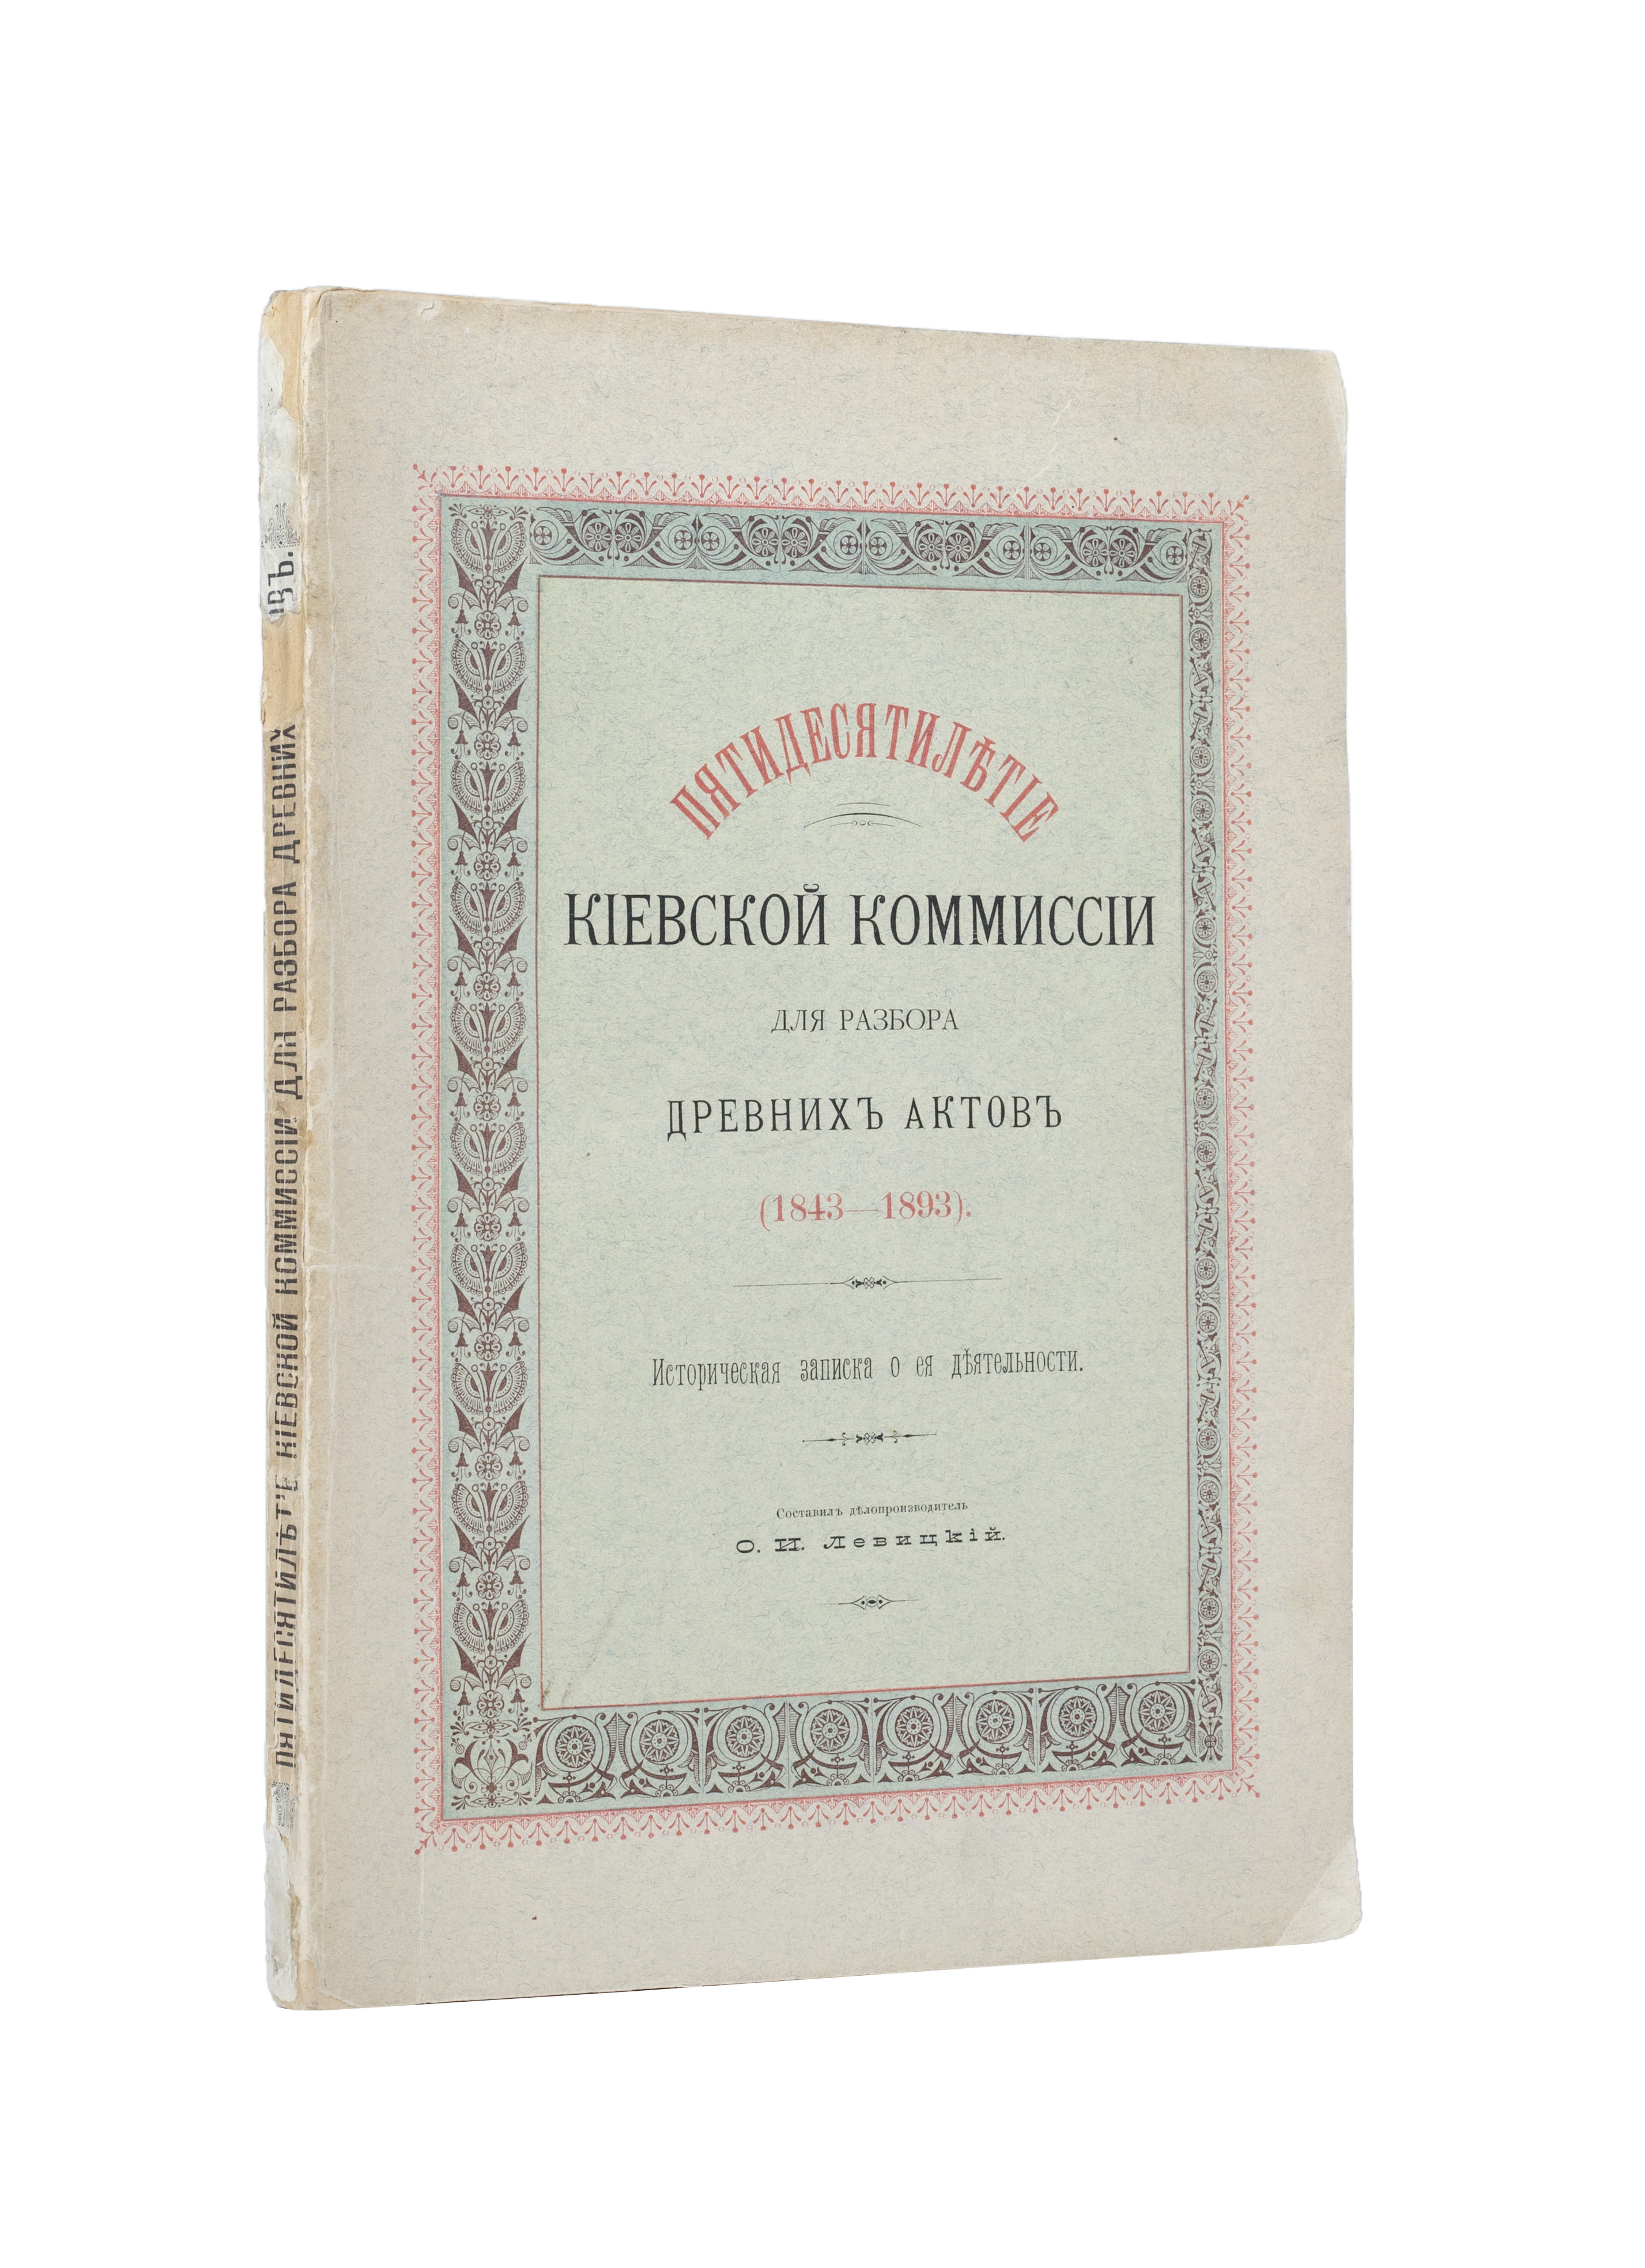 ПЯТИДЕСЯТИЛѢТІЕ
КІЕВСКОЙ КОММИССІИ
ДЛЯ РАЗБОРА
ДРЕВНИХЪ АКТОВЪ
(1843—1893).
Историческая записка о ея дѣятельности.
Составилъ дѣлопроизводитель
О. И. Левицкій.
ПЯТИДЕСЯТИЛѢТІЕ КІЕВСКОЙ КОММИССІИ ДЛЯ РАЗБОРА ДРЕВНИХ
ВЪ.